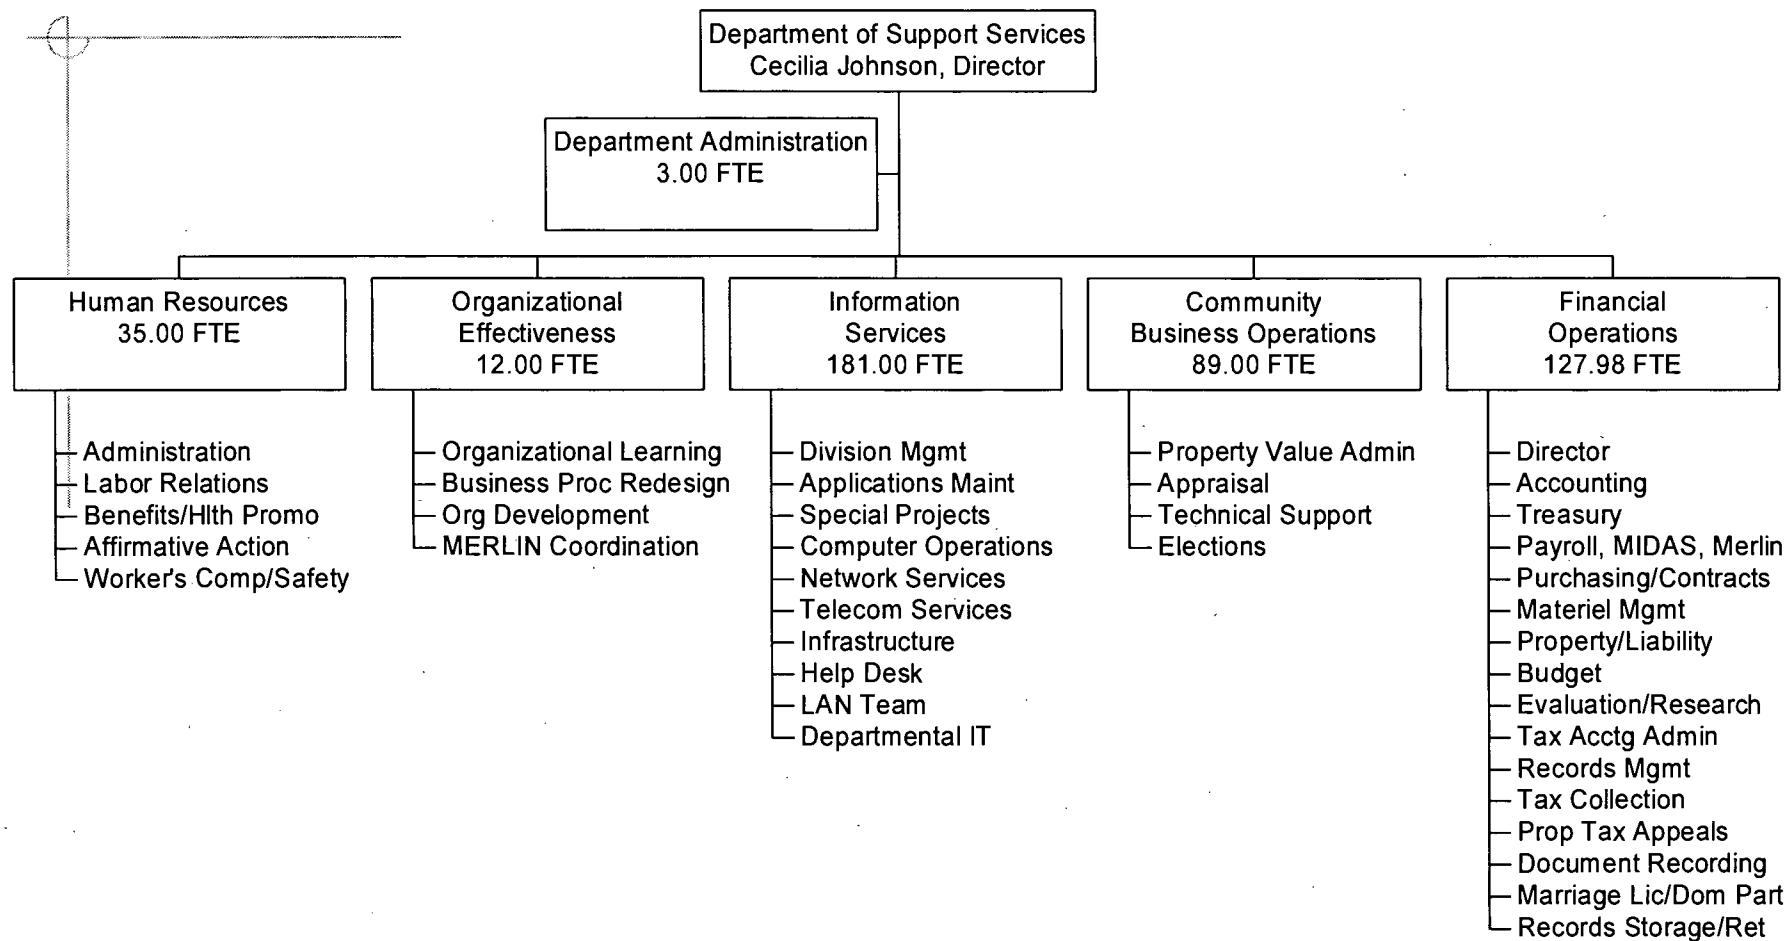 Department of Support Services
Cecilia Johnson, Director
Department Administration
3.00 FTE
Human Resources
35.00 FTE
Administration
Labor Relations
Benefits/Hlth Promo
Affirmative Action
Worker's Comp/Safety
Organizational
Effectiveness
12.00 FTE
Organizational Learning
Business Proc Redesign
Org Development
MERLIN Coordination
Information
Services
181.00 FTE
Division Mgmt
Applications Maint
Special Projects
Computer Operations
Network Services
Telecom Services
Infrastructure
Help Desk
LAN Team
Departmental IT
Community
Business Operations
89.00 FTE
Property Value Admin
Appraisal
Technical Support
Elections
Financial
Operations
127.98 FTE
Director
Accounting
Treasury
Payroll, MIDAS, Merlin
Purchasing/Contracts
Materiel Mgmt
Property/Liability
Budget
Evaluation/Research
Tax Acctg Admin
Records Mgmt
Tax Collection
Prop Tax Appeals
Document Recording
Marriage Lic/Dom Part
Records Storage/Ret